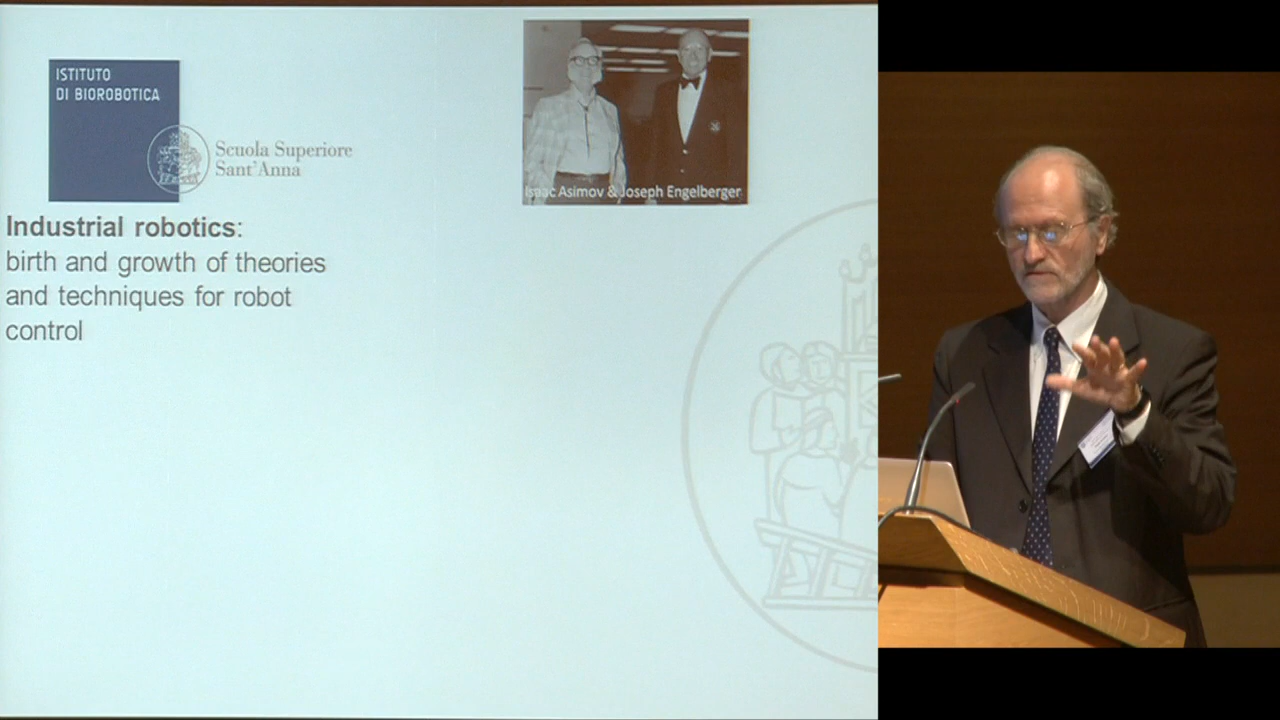 ISTITUTO
DI BIOROBOTICA
Scuola Superiore
Sant'Anna
Isaac Asimov & Joseph Engelberger
Industrial robotics:
birth and growth of theories
and techniques for robot
control